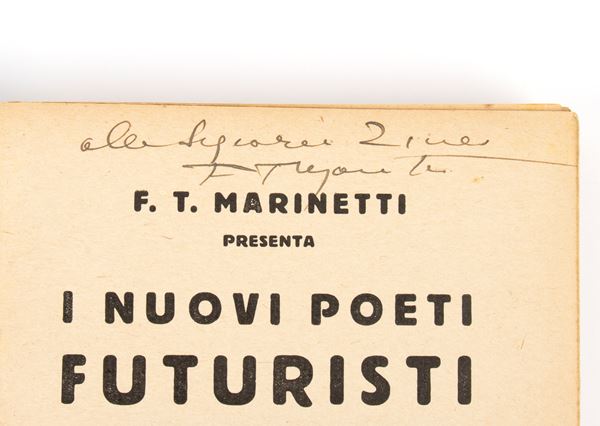 alla Signora
F. T. MARINETTI
PRESENTA
I NUOVI POETI
FUTURISTI